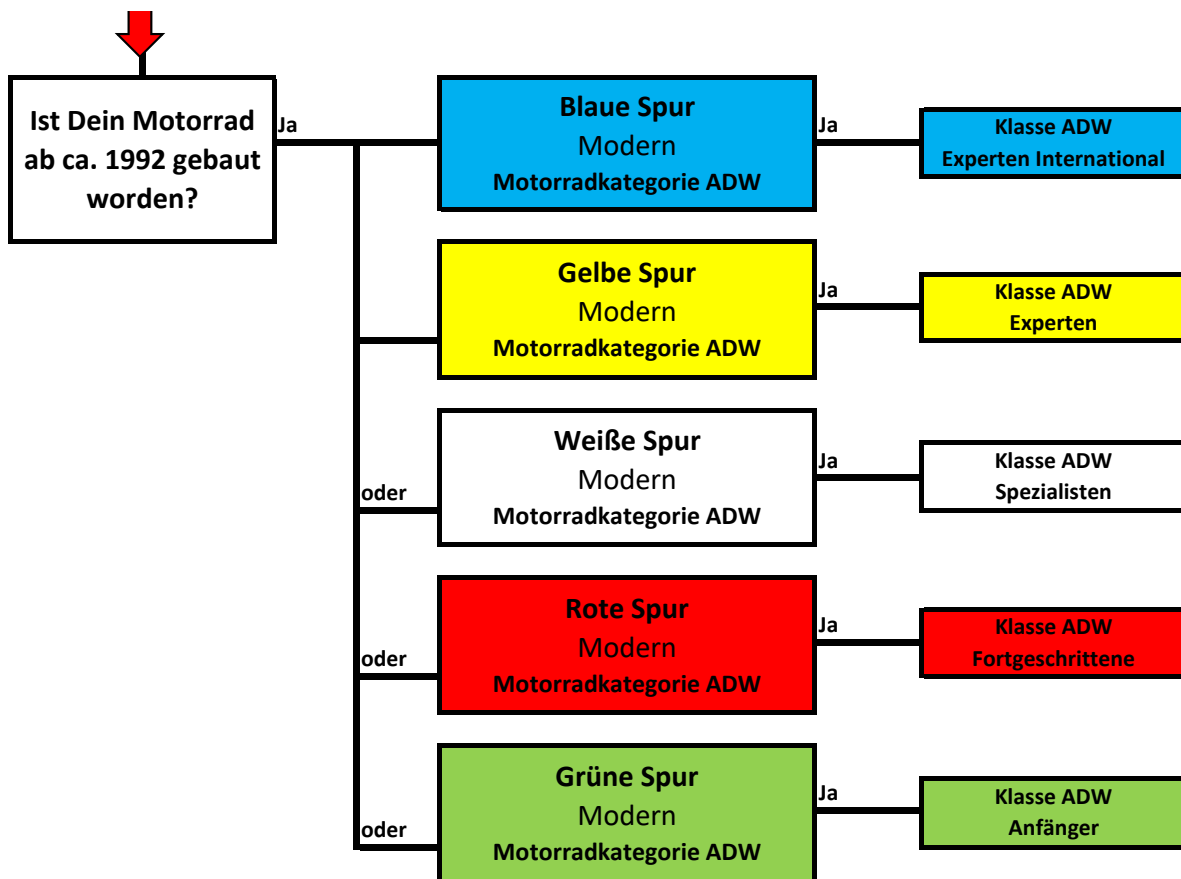 Ist Dein Motorrad
ab ca. 1992 gebaut
worden?
Ja
Blaue Spur
Modern
Motorradkategorie ADW
Ja
Klasse ADW
Experten International
Gelbe Spur
Modern
Motorradkategorie ADW
Ja
Klasse ADW
Experten
oder
Weiße Spur
Modern
Motorradkategorie ADW
Ja
Klasse ADW
Spezialisten
oder
Rote Spur
Modern
Motorradkategorie ADW
Ja
Klasse ADW
Fortgeschrittene
oder
Grüne Spur
Modern
Motorradkategorie ADW
Ja
Klasse ADW
Anfänger